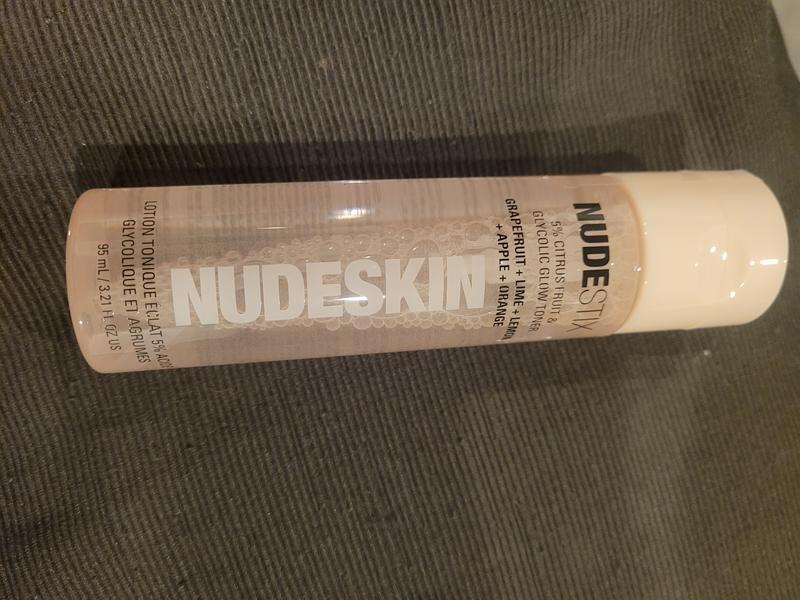 NUDESTIX
5% CITRUS FRUIT &
GLYCOLIC GLOW TONER
GRAPEFRUIT + LIME + LEMON
+ APPLE + ORANGE
NUDESKIN
LOTION TONIQUE ÉCLAT 5% ACIDE
GLYCOLIQUE ET AGRUMES
95 mL / 3.21 Fl OZ US